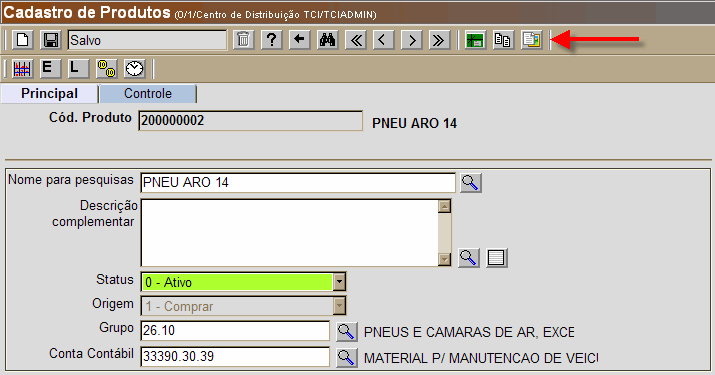 Cadastro de Produtos (0/1/Centro de Distribuição TCI/TCIADMIN)
Salvo ?
E L
Principal Controle
Cód. Produto 200000002 PNEU ARO 14
Nome para pesquisas PNEU ARO 14
Descrição
complementar
Status 0 - Ativo
Origem 1 - Comprar
Grupo 26.10 PNEUS E CAMARAS DE AR, EXCE
Conta Contábil 33390.30.39 MATERIAL P/ MANUTENCAO DE VEIC